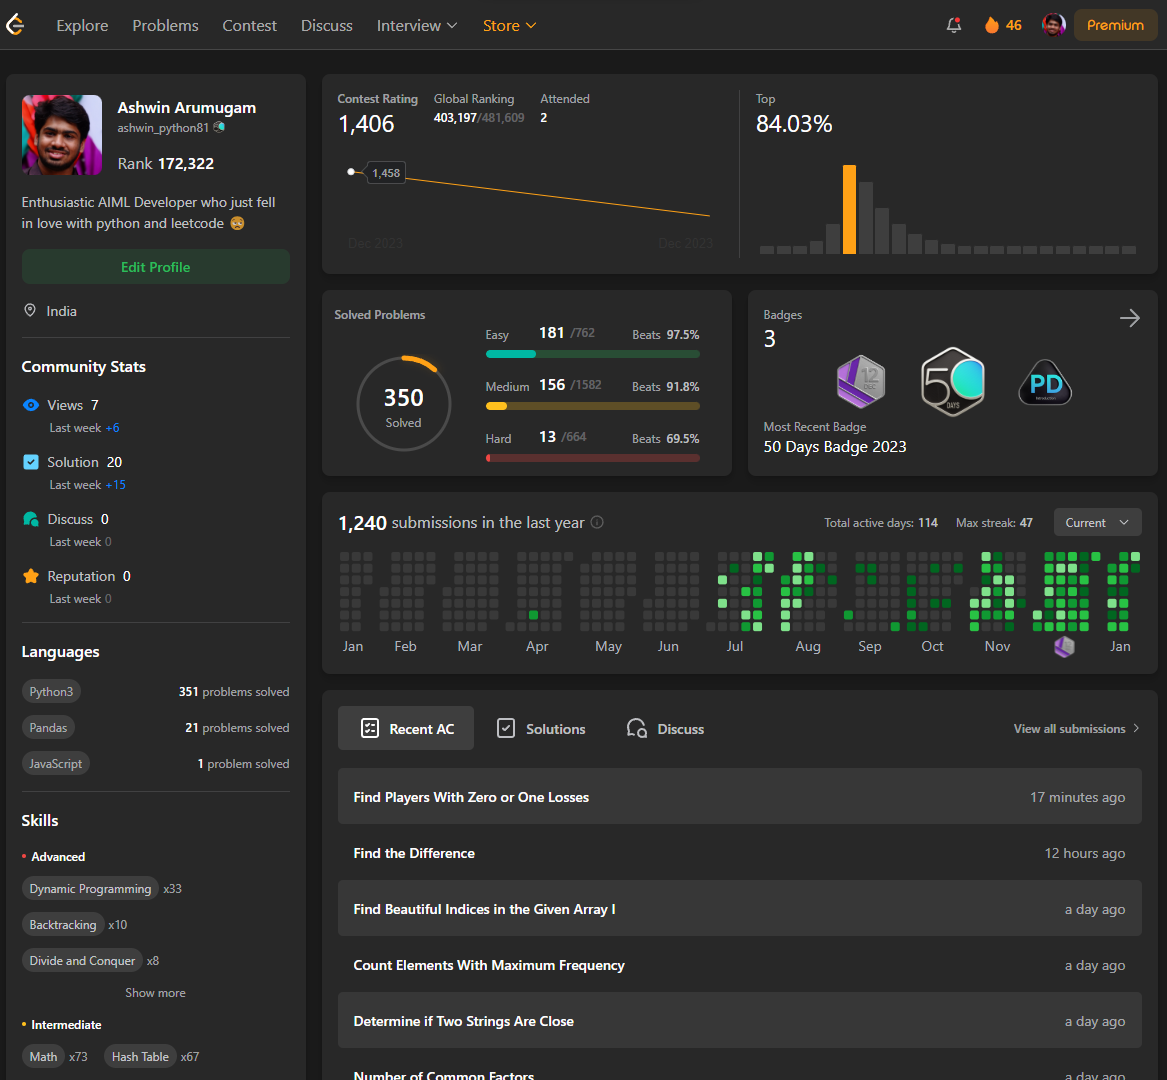 Explore Problems Contest Discuss Interview Store 46 Premium
Ashwin Arumugam
ashwin_python81
Rank 172,322
Enthusiastic AIML Developer who just fell
in love with python and leetcode
Edit Profile
India
Community Stats
Views 7
Last week +6
Solution 20
Last week +15
Discuss 0
Last week 0
Reputation 0
Last week 0
Languages
Python3 351 problems solved
Pandas 21 problems solved
JavaScript 1 problem solved
Skills
Advanced
Dynamic Programming x33
Backtracking x10
Divide and Conquer x8
Show more
Intermediate
Math x73 Hash Table x67
Contest Rating Global Ranking Attended
1,406 403,197/481,609 2
1,458
Dec 2023 Dec 2023
Top
84.03%
Solved Problems
350
Solved
Easy 181 /762 Beats 97.5%
Medium 156 /1582 Beats 91.8%
Hard 13 /664 Beats 69.5%
Badges
3
12
DEC
50
DAYS
PD
Introduction
Most Recent Badge
50 Days Badge 2023
1,240 submissions in the last year Total active days: 114 Max streak: 47 Current
Jan Feb Mar Apr May Jun Jul Aug Sep Oct Nov Jan
Recent AC Solutions Discuss View all submissions
Find Players With Zero or One Losses 17 minutes ago
Find the Difference 12 hours ago
Find Beautiful Indices in the Given Array I a day ago
Count Elements With Maximum Frequency a day ago
Determine if Two Strings Are Close a day ago
Number of Common Factors a day ago